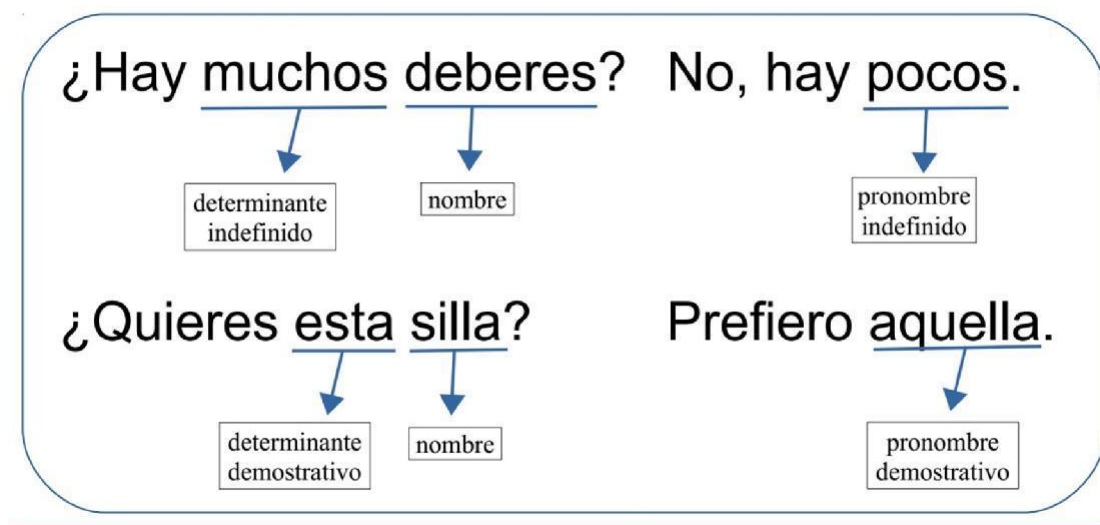 ¿Hay muchos deberes? No, hay pocos.
determinante
indefinido
nombre
pronombre
indefinido
¿Quieres esta silla? Prefiero aquella.
determinante
demostrativo
nombre
pronombre
demostrativo